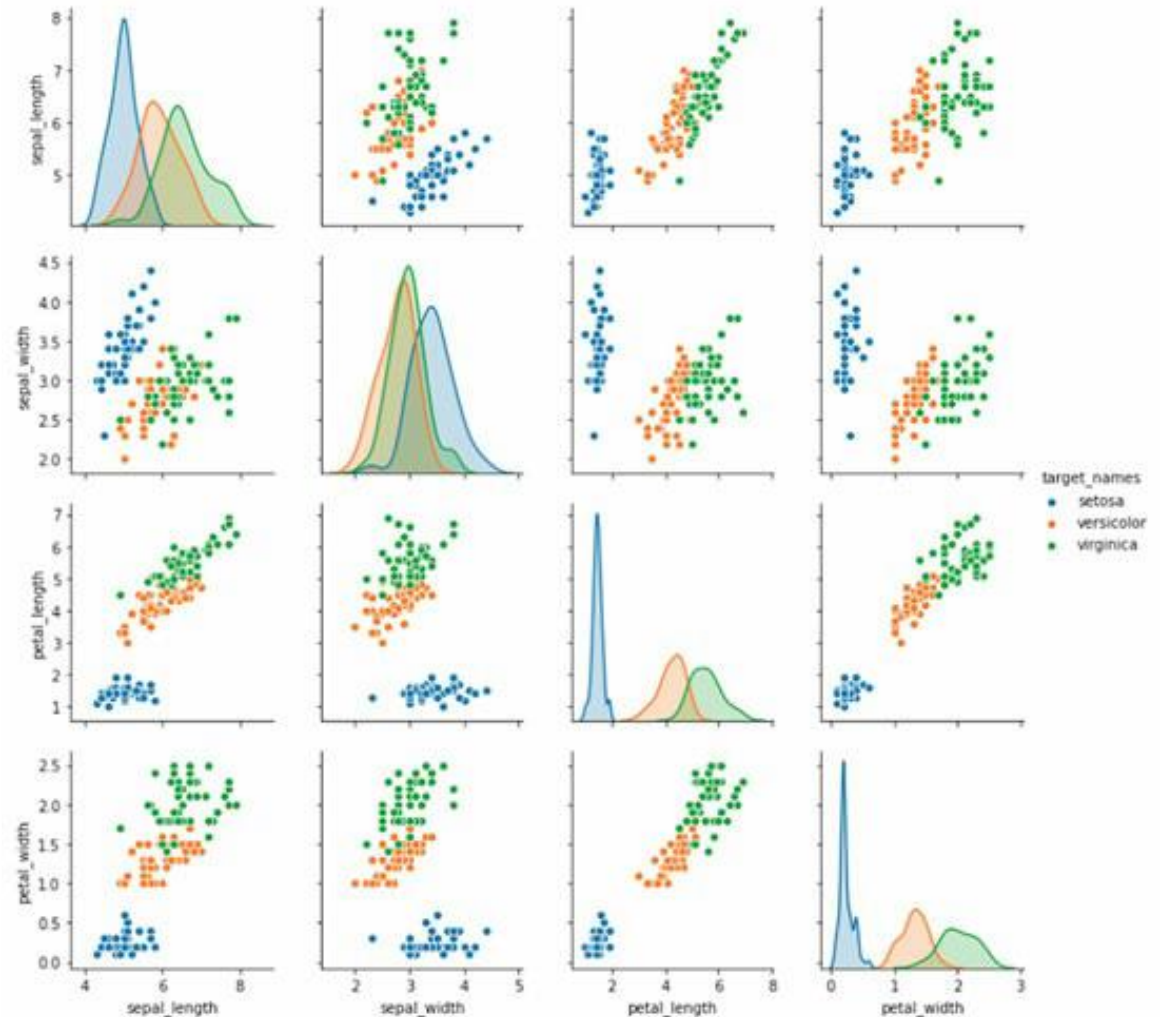 8
7
6
5
sepal_length
4.5
4.0
3.5
3.0
2.5
2.0
sepal_width
target_names
setosa
versicolor
virginica
7
6
5
4
3
2
1
petal_length
2.5
2.0
1.5
1.0
0.5
0.0
petal_width
4 6 8
2 3 4 5
0 2 4 6 8
0 1 2 3
sepal_length
sepal_width
petal_length
petal_width